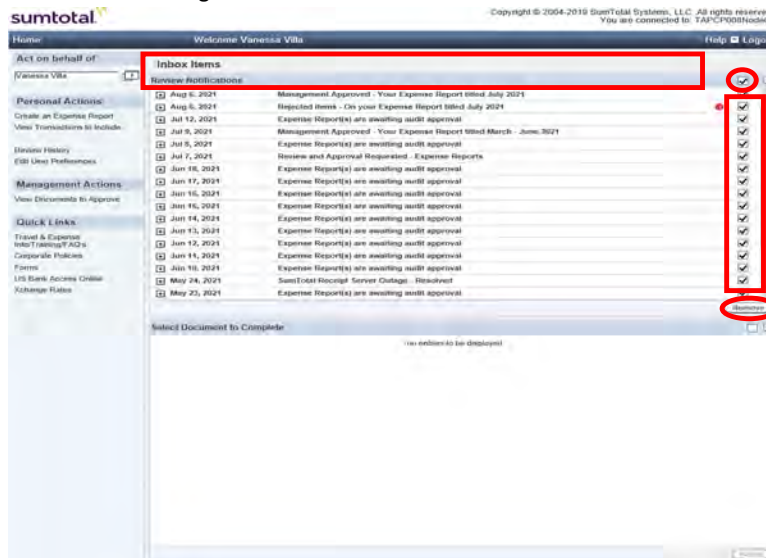 sumtotal.
Copyright © 2004-2019 SumTotal Systems, LLC. All rights reserve
You are connected to: TAPCP008Node
Home
Welcome Vanessa Villa
Help
Logo
Act on behalf of
Vanessa Villa
Personal Actions
Create an Expense Report
View Transactions to Include
Review History
Edit User Preferences
Management Actions
View Documents to Approve
Quick Links
Travel & Expense
Info/Training/FAQ's
Corporate Policies
Forms
US Bank Access Online
Xchange Rates
Inbox Items
Review Notifications
Aug 6, 2021 Management Approved - Your Expense Report titled July 2021
Aug 6, 2021 Rejected Items - On your Expense Report titled July 2021
Jul 12, 2021 Expense Report(s) are awaiting audit approval
Jul 9, 2021 Management Approved - Your Expense Report titled March - June, 2021
Jul 8, 2021 Expense Report(s) are awaiting audit approval
Jul 7, 2021 Review and Approval Requested - Expense Reports
Jun 18, 2021 Expense Report(s) are awaiting audit approval
Jun 17, 2021 Expense Report(s) are awaiting audit approval
Jun 16, 2021 Expense Report(s) are awaiting audit approval
Jun 15, 2021 Expense Report(s) are awaiting audit approval
Jun 14, 2021 Expense Report(s) are awaiting audit approval
Jun 13, 2021 Expense Report(s) are awaiting audit approval
Jun 12, 2021 Expense Report(s) are awaiting audit approval
Jun 11, 2021 Expense Report(s) are awaiting audit approval
Jun 10, 2021 Expense Report(s) are awaiting audit approval
May 24, 2021 SumTotal Receipt Server Outage - Resolved
May 23, 2021 Expense Report(s) are awaiting audit approval
Remove
Select Document to Complete
no entries to be displayed